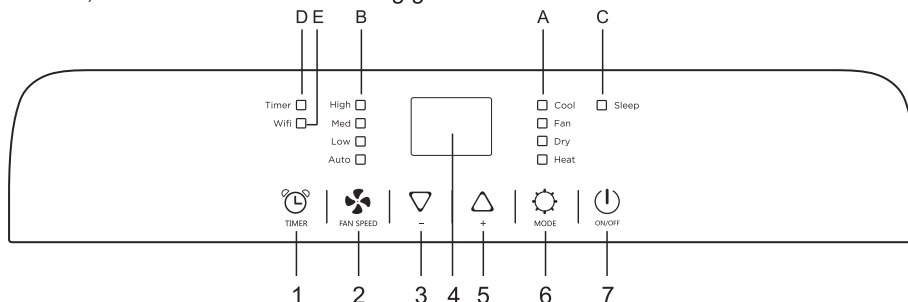 D E B A C
Timer High Cool Sleep
Wifi Med Fan
Low Dry
Auto Heat
TIMER FAN SPEED − + MODE ON/OFF
1 2 3 4 5 6 7